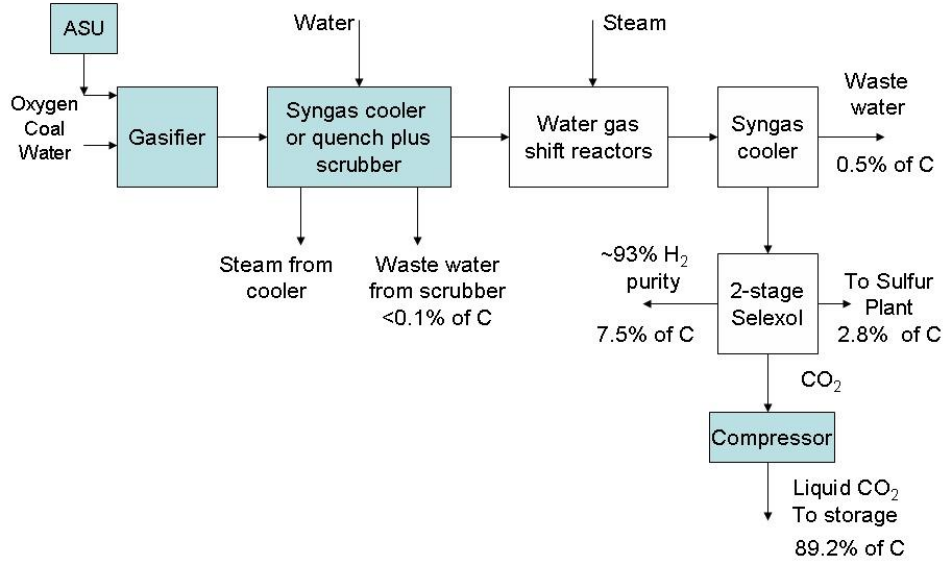 ASU
Water
Steam
Oxygen
Coal
Water
Gasifier
Syngas cooler
or quench plus
scrubber
Water gas
shift reactors
Syngas
cooler
Waste
water
0.5% of C
Steam from
cooler
Waste water
from scrubber
<0.1% of C
~93% H₂
purity
7.5% of C
2-stage
Selexol
To Sulfur
Plant
2.8% of C
CO₂
Compressor
Liquid CO₂
To storage
89.2% of C